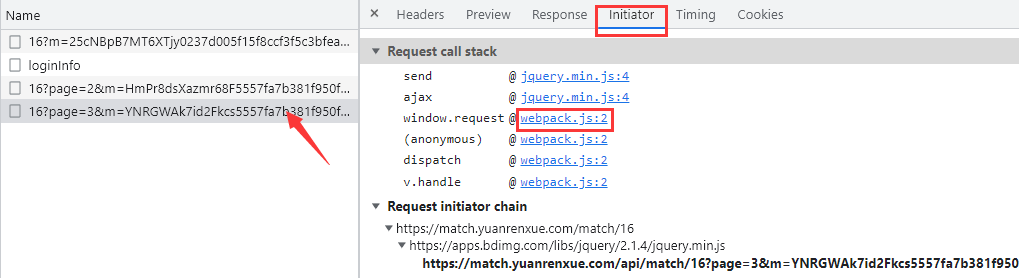 Name
16?m=25cNBpB7MT6XTjy0237d005f15f8ccf3f5c3bfea...
loginInfo
16?page=2&m=HmPr8dsXazmr68F5557fa7b381f950f...
16?page=3&m=YNRGWAk7id2Fkcs5557fa7b381f950f...
Headers Preview Response Initiator Timing Cookies
Request call stack
send @ jquery.min.js:4
ajax @ jquery.min.js:4
window.request @ webpack.js:2
(anonymous) @ webpack.js:2
dispatch @ webpack.js:2
v.handle @ webpack.js:2
Request initiator chain
https://match.yuanrenxue.com/match/16
https://apps.bdimg.com/libs/jquery/2.1.4/jquery.min.js
https://match.yuanrenxue.com/api/match/16?page=3&m=YNRGWAk7id2Fkcs5557fa7b381f950